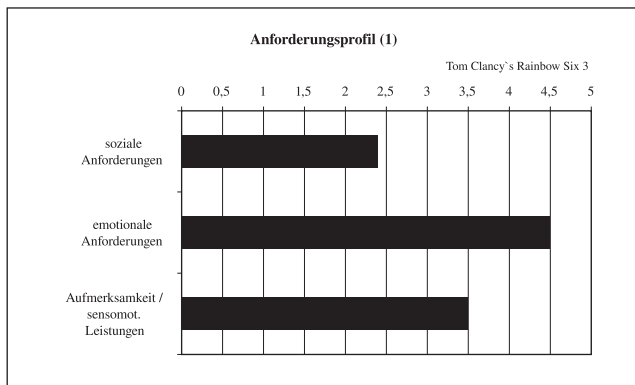 Anforderungsprofil (1)
Tom Clancy`s Rainbow Six 3
0 0,5 1 1,5 2 2,5 3 3,5 4 4,5 5
soziale
Anforderungen
emotionale
Anforderungen
Aufmerksamkeit /
sensomot.
Leistungen